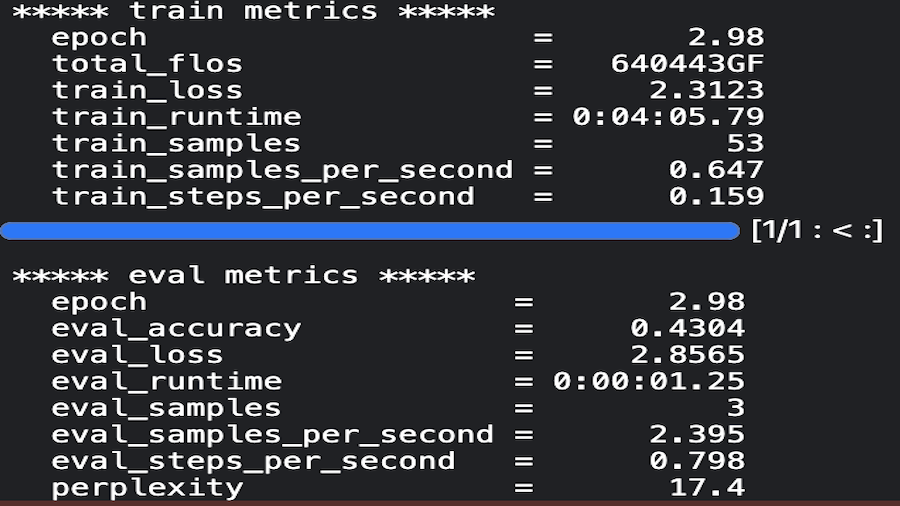 ***** train metrics *****
epoch = 2.98
total_flos = 640443GF
train_loss = 2.3123
train_runtime = 0:04:05.79
train_samples = 53
train_samples_per_second = 0.647
train_steps_per_second = 0.159
[1/1 : < :]
***** eval metrics *****
epoch = 2.98
eval_accuracy = 0.4304
eval_loss = 2.8565
eval_runtime = 0:00:01.25
eval_samples = 3
eval_samples_per_second = 2.395
eval_steps_per_second = 0.798
perplexity = 17.4